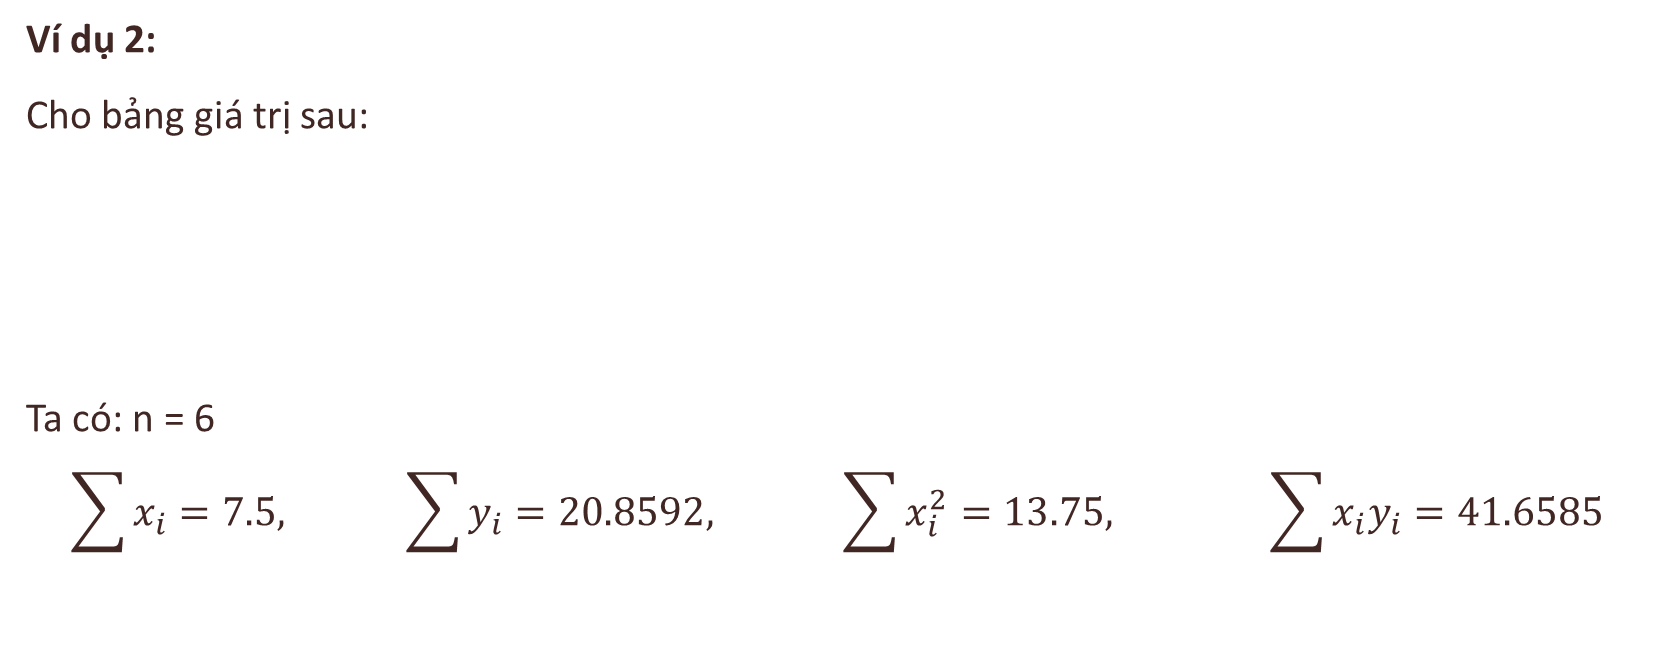 Ví dụ 2:
Cho bảng giá trị sau:
Ta có: n = 6
∑ xᵢ = 7.5, ∑ yᵢ = 20.8592, ∑ xᵢ² = 13.75, ∑ xᵢyᵢ = 41.6585